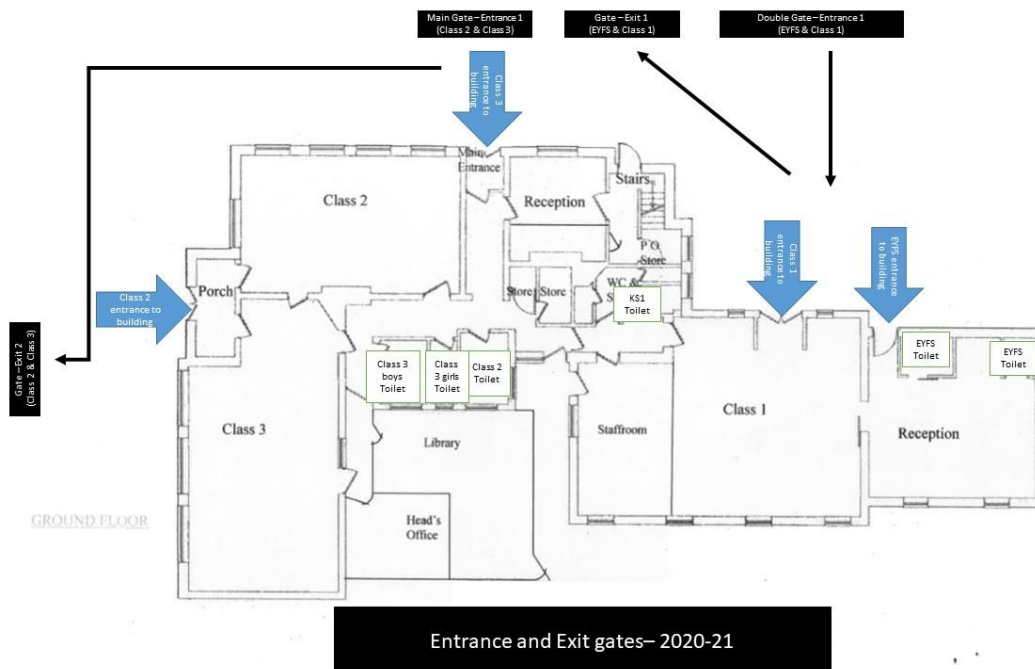 Main Gate – Entrance 1
(Class 2 & Class 3)
Gate – Exit 1
(EYFS & Class 1)
Double Gate – Entrance 1
(EYFS & Class 1)
Class 3
entrance to
building
Main
Entrance
Stairs
Class 2
Reception
P O
Store
Class 1
entrance to
building
EYFS entrance
to building
Porch
Class 2
entrance to
building
Store
Store
WC &
KS1
Toilet
Gate – Exit 2
(Class 2 & Class 3)
Class 3
boys
Toilet
Class
3 girls
Toilet
Class 2
Toilet
EYFS
Toilet
EYFS
Toilet
Class 3
Library
Staffroom
Class 1
Reception
Head's
Office
GROUND FLOOR
Entrance and Exit gates– 2020-21